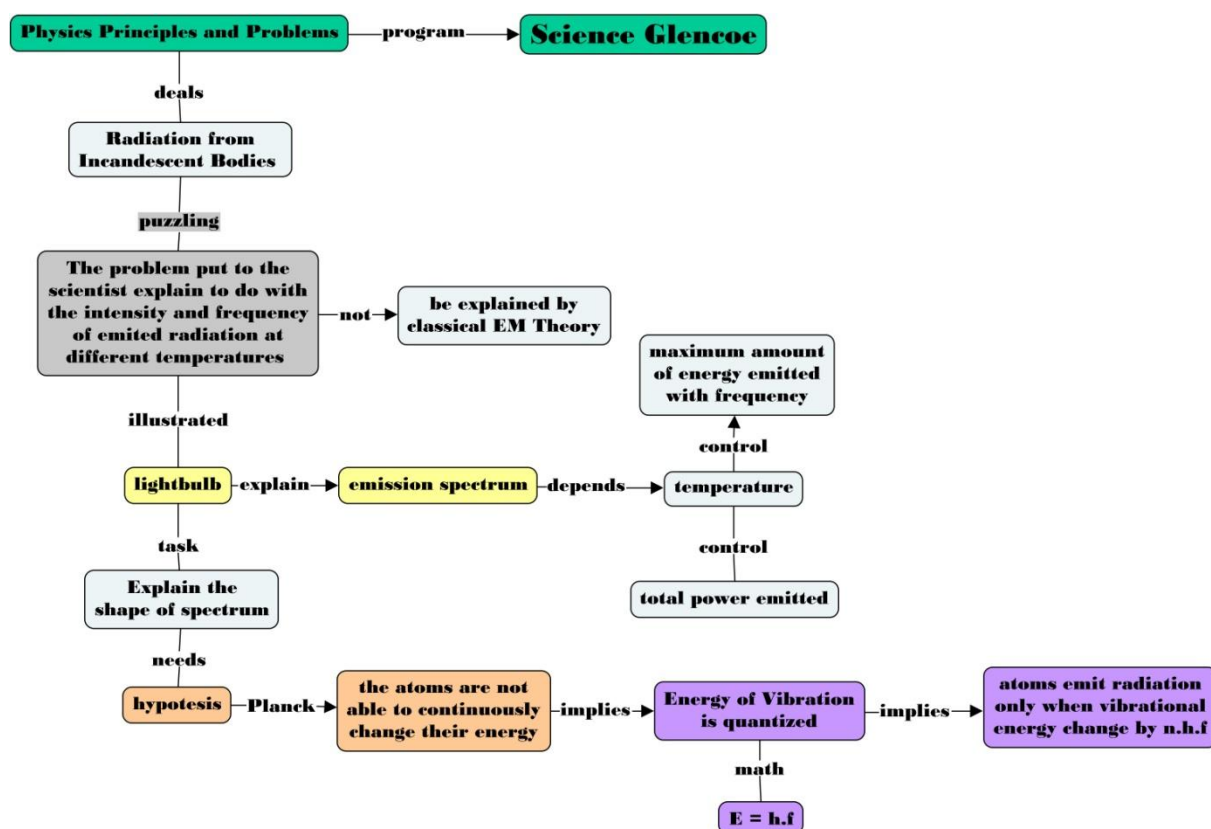 Physics Principles and Problems
program
Science Glencoe
deals
Radiation from
Incandescent Bodies
puzzling
The problem put to the
scientist explain to do with
the intensity and frequency
of emited radiation at
different temperatures
not
be explained by
classical EM Theory
maximum amount
of energy emitted
with frequency
illustrated
control
lightbulb
explain
emission spectrum
depends
temperature
task
control
Explain the
shape of spectrum
total power emitted
needs
hypotesis
Planck
the atoms are not
able to continuously
change their energy
implies
Energy of Vibration
is quantized
implies
atoms emit radiation
only when vibrational
energy change by n.h.f
math
E = h.f